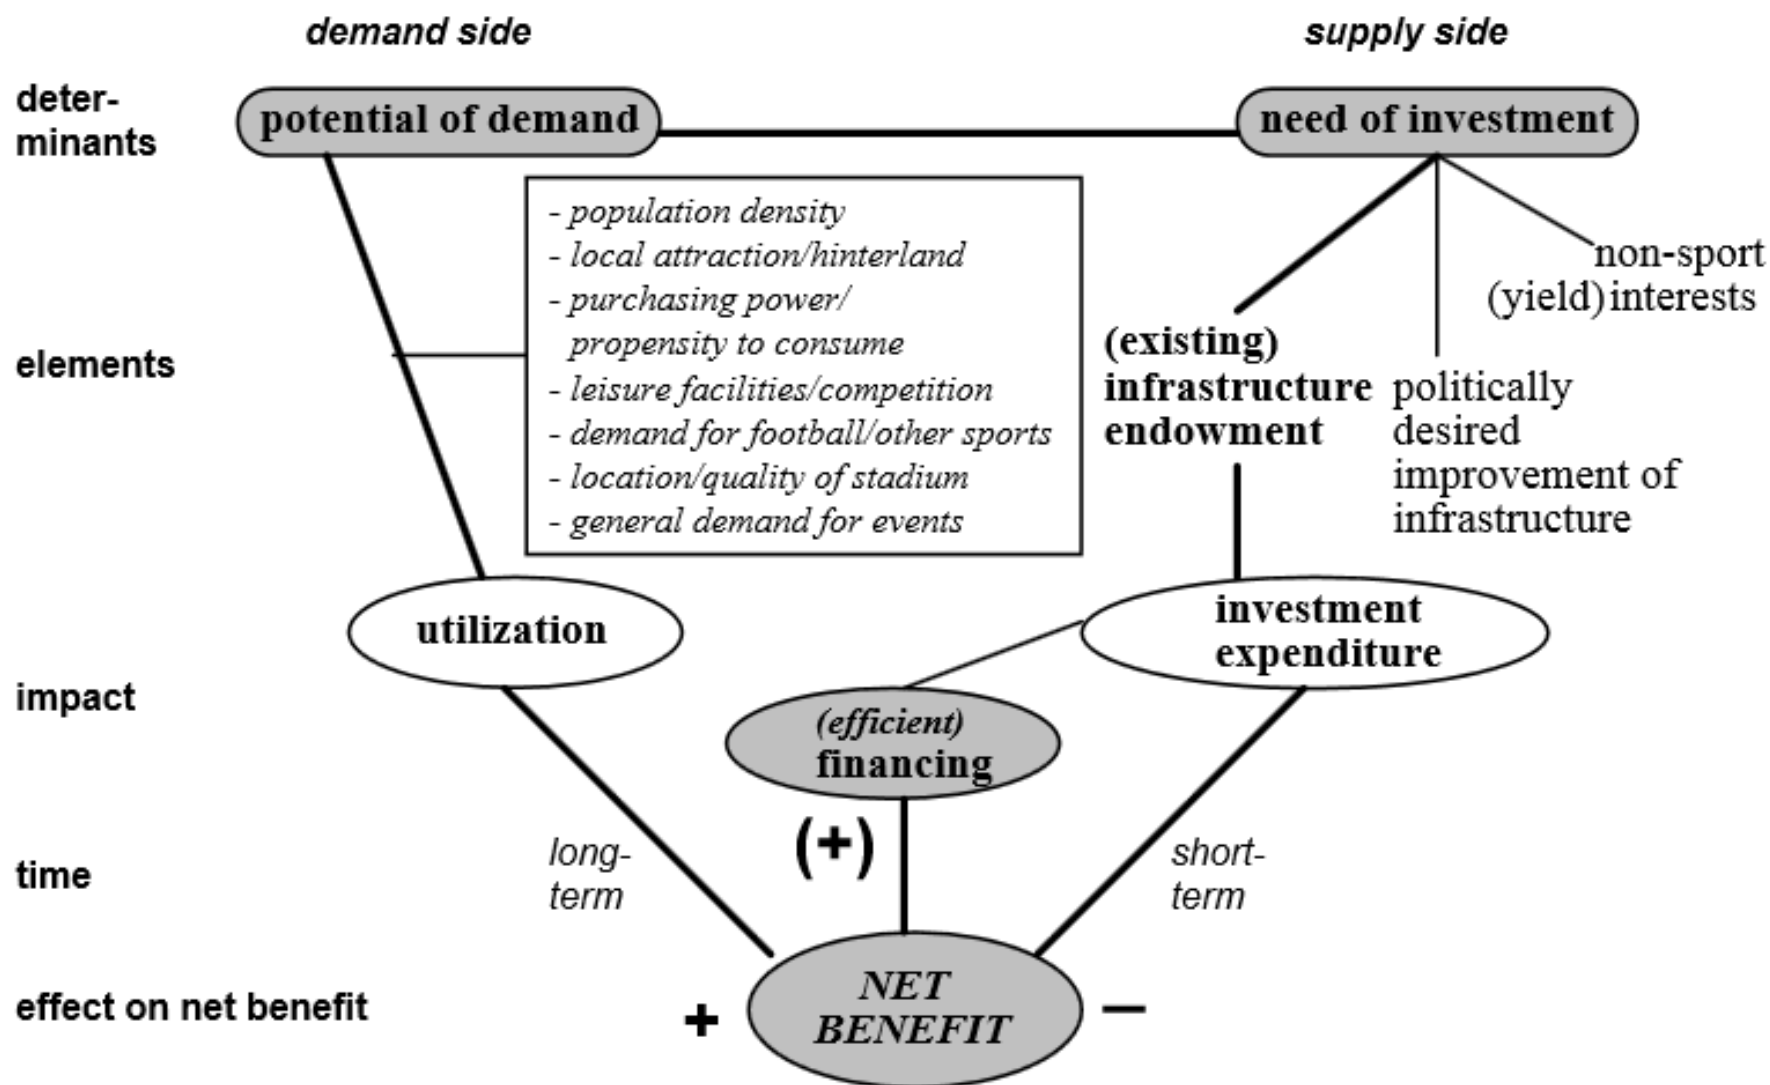 demand side
supply side
deter-
minants
potential of demand
need of investment
- population density
- local attraction/hinterland
- purchasing power/
propensity to consume
- leisure facilities/competition
- demand for football/other sports
- location/quality of stadium
- general demand for events
non-sport
(yield) interests
elements
(existing)
infrastructure
endowment
politically
desired
improvement of
infrastructure
utilization
investment
expenditure
impact
(efficient)
financing
(+)
time
long-
term
short-
term
effect on net benefit
+
NET
BENEFIT
–